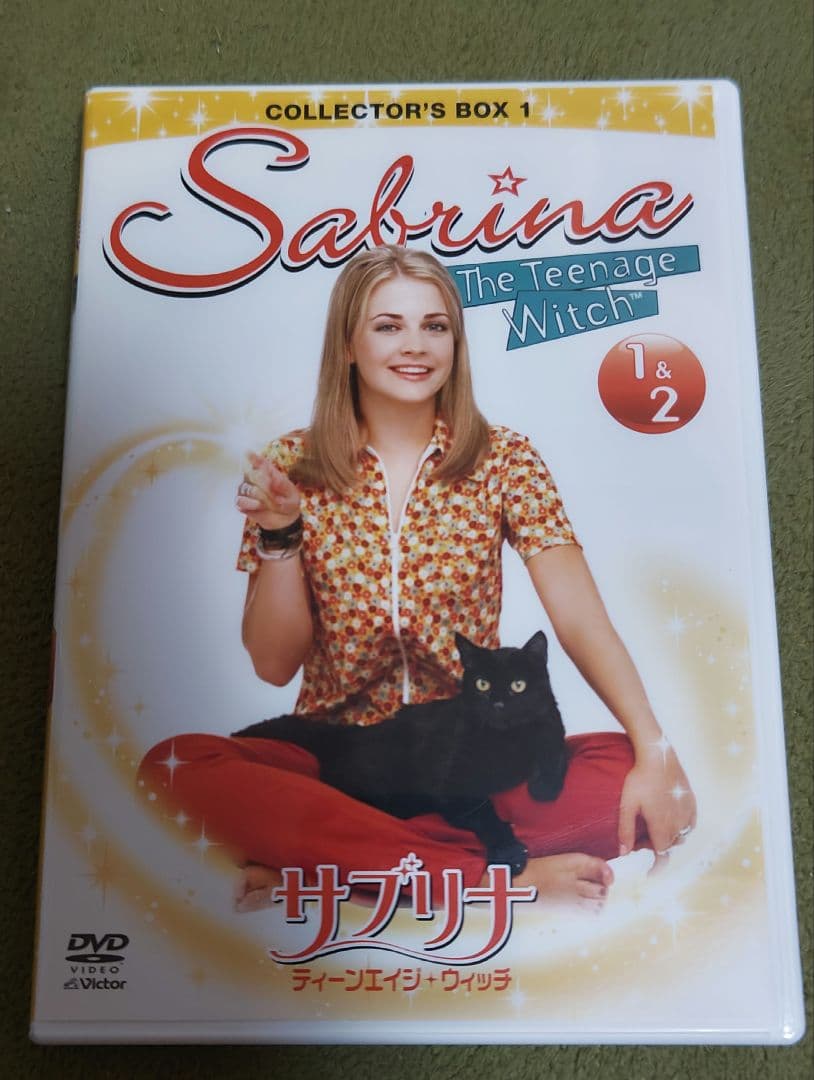 COLLECTOR'S BOX 1
Sabrina
The Teenage
Witch™
1 &
2
サブリナ
ティーンエイジ✦ウィッチ
DVD
VIDEO™
Victor